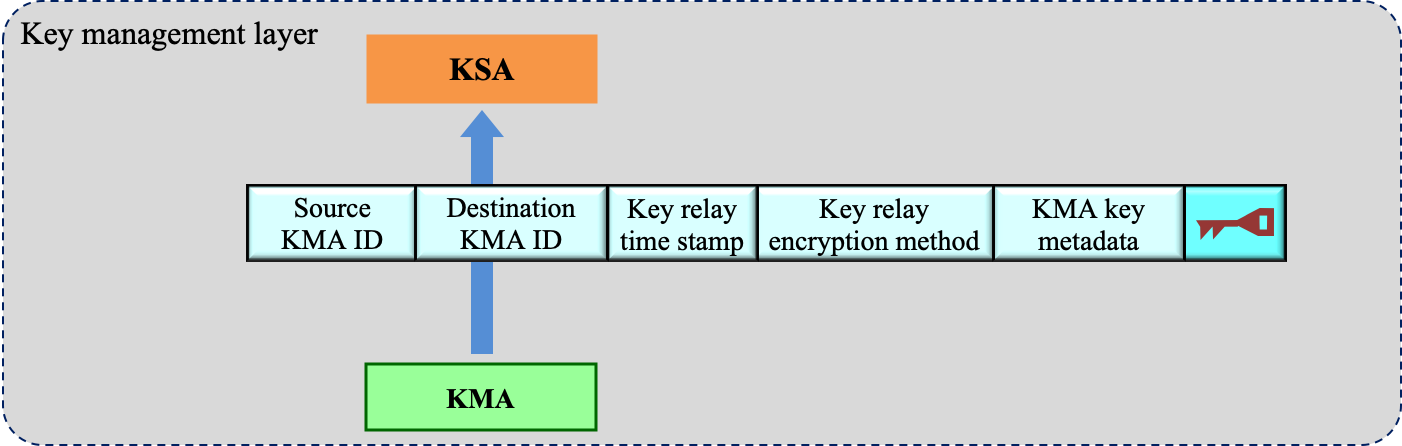 Key management layer
KSA
Source
KMA ID
Destination
KMA ID
Key relay
time stamp
Key relay
encryption method
KMA key
metadata
KMA